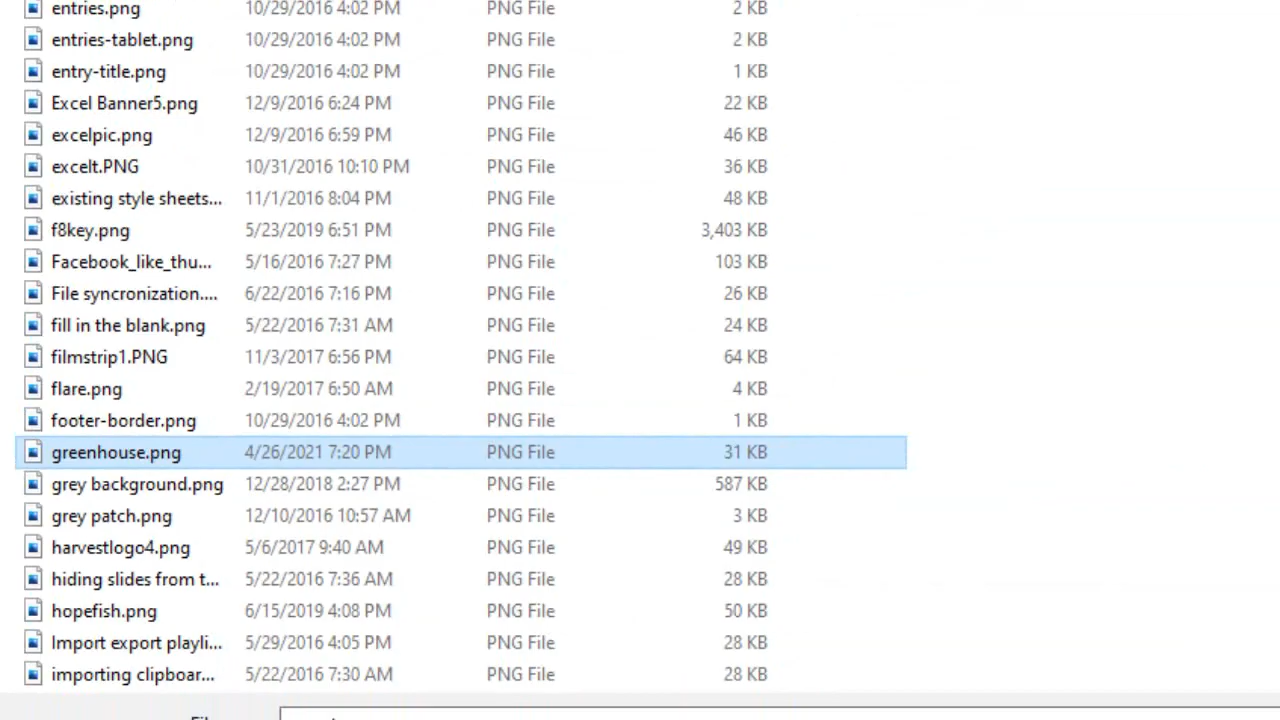 entries.png 10/29/2016 4:02 PM PNG File 2 KB
entries-tablet.png 10/29/2016 4:02 PM PNG File 2 KB
entry-title.png 10/29/2016 4:02 PM PNG File 1 KB
Excel Banner5.png 12/9/2016 6:24 PM PNG File 22 KB
excelpic.png 12/9/2016 6:59 PM PNG File 46 KB
excelt.PNG 10/31/2016 10:10 PM PNG File 36 KB
existing style sheets... 11/1/2016 8:04 PM PNG File 48 KB
f8key.png 5/23/2019 6:51 PM PNG File 3,403 KB
Facebook_like_thu... 5/16/2016 7:27 PM PNG File 103 KB
File syncronization.... 6/22/2016 7:16 PM PNG File 26 KB
fill in the blank.png 5/22/2016 7:31 AM PNG File 24 KB
filmstrip1.PNG 11/3/2017 6:56 PM PNG File 64 KB
flare.png 2/19/2017 6:50 AM PNG File 4 KB
footer-border.png 10/29/2016 4:02 PM PNG File 1 KB
greenhouse.png 4/26/2021 7:20 PM PNG File 31 KB
grey background.png 12/28/2018 2:27 PM PNG File 587 KB
grey patch.png 12/10/2016 10:57 AM PNG File 3 KB
harvestlogo4.png 5/6/2017 9:40 AM PNG File 49 KB
hiding slides from t... 5/22/2016 7:36 AM PNG File 28 KB
hopefish.png 6/15/2019 4:08 PM PNG File 50 KB
Import export playli... 5/29/2016 4:05 PM PNG File 28 KB
importing clipboar... 5/22/2016 7:30 AM PNG File 28 KB